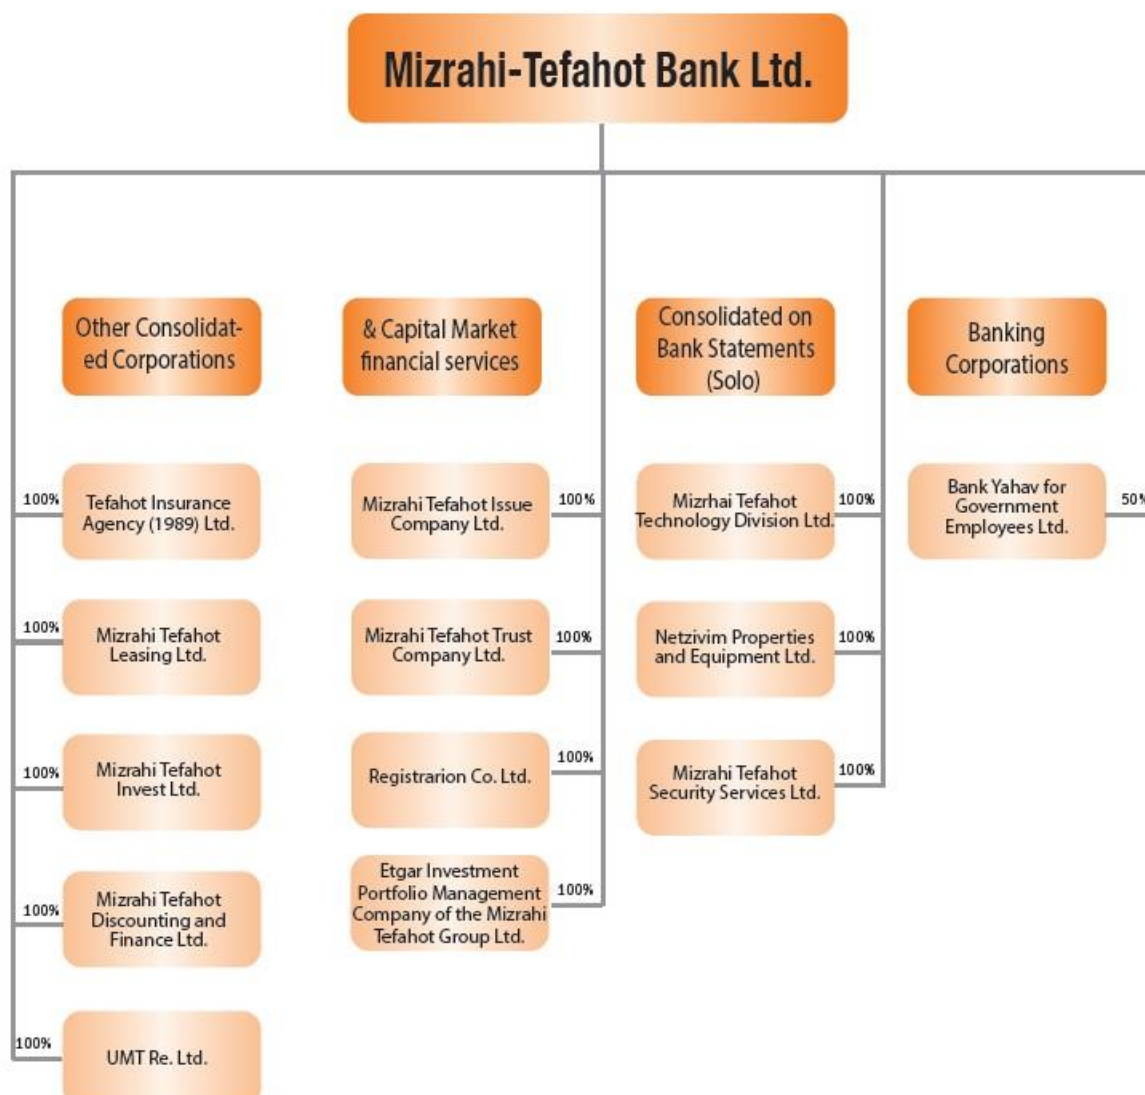 Mizrahi-Tefahot Bank Ltd.
Other Consolidat-
ed Corporations
100%
Tefahot Insurance
Agency (1989) Ltd.
100%
Mizrahi Tefahot
Leasing Ltd.
100%
Mizrahi Tefahot
Invest Ltd.
100%
Mizrahi Tefahot
Discounting and
Finance Ltd.
100%
UMT Re. Ltd.
& Capital Market
financial services
Mizrahi Tefahot Issue
Company Ltd.
100%
Mizrahi Tefahot Trust
Company Ltd.
100%
Registrarion Co. Ltd.
100%
Etgar Investment
Portfolio Management
Company of the Mizrahi
Tefahot Group Ltd.
100%
Consolidated on
Bank Statements
(Solo)
Mizrhai Tefahot
Technology Division Ltd.
100%
Netzivim Properties
and Equipment Ltd.
100%
Mizrahi Tefahot
Security Services Ltd.
100%
Banking
Corporations
Bank Yahav for
Government
Employees Ltd.
50%